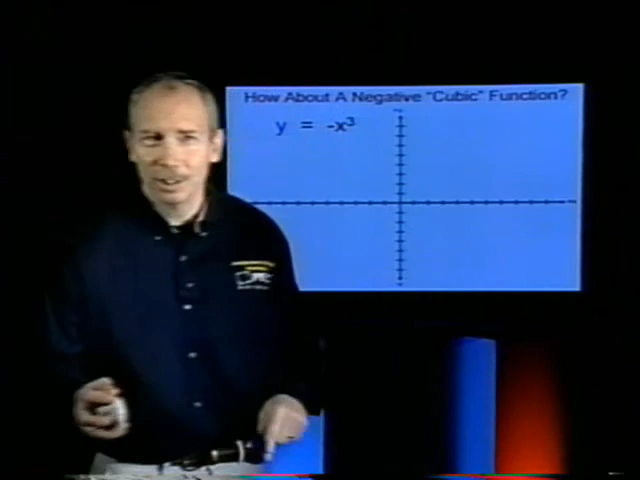 How About A Negative "Cubic" Function?
y = -x³